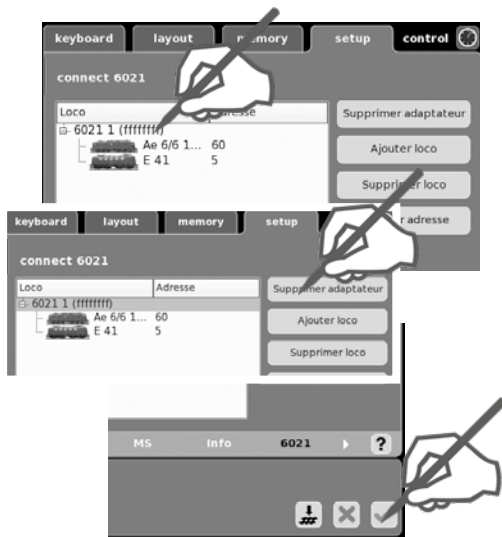 keyboard layout memory setup control
connect 6021
Loco
6021 1 (ffffffff)
Ae 6/6 1... 60
E 41 5
Supprimer adaptateur
Ajouter loco
Supprimer loco
r adresse
keyboard layout memory setup
connect 6021
Loco Adresse
6021 1 (ffffffff)
Ae 6/6 1... 60
E 41 5
Supprimer adaptateur
Ajouter loco
Supprimer loco
MS Info 6021 ?